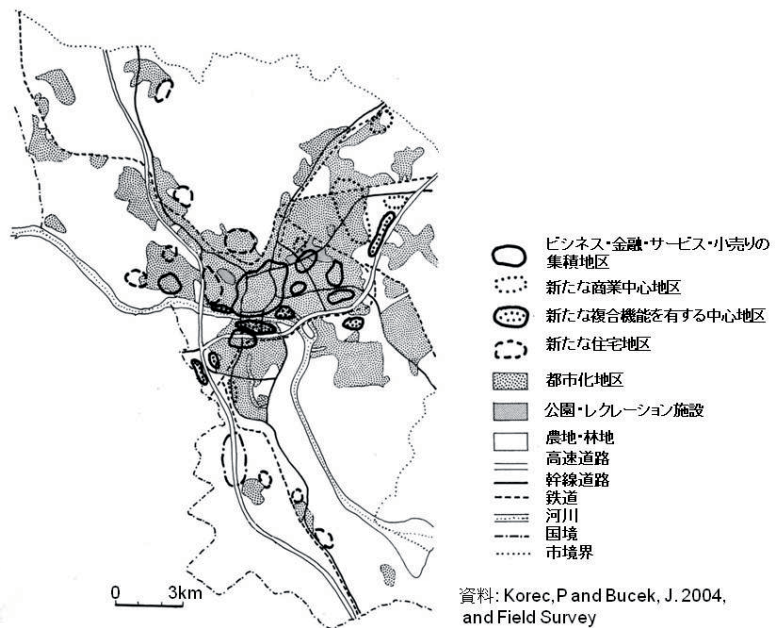 ビジネス・金融・サービス・小売りの
集積地区
新たな商業中心地区
新たな複合機能を有する中心地区
新たな住宅地区
都市化地区
公園・レクレーション施設
農地・林地
高速道路
幹線道路
鉄道
河川
国境
市境界
0 3km
資料: Korec,P and Bucek, J. 2004,
and Field Survey